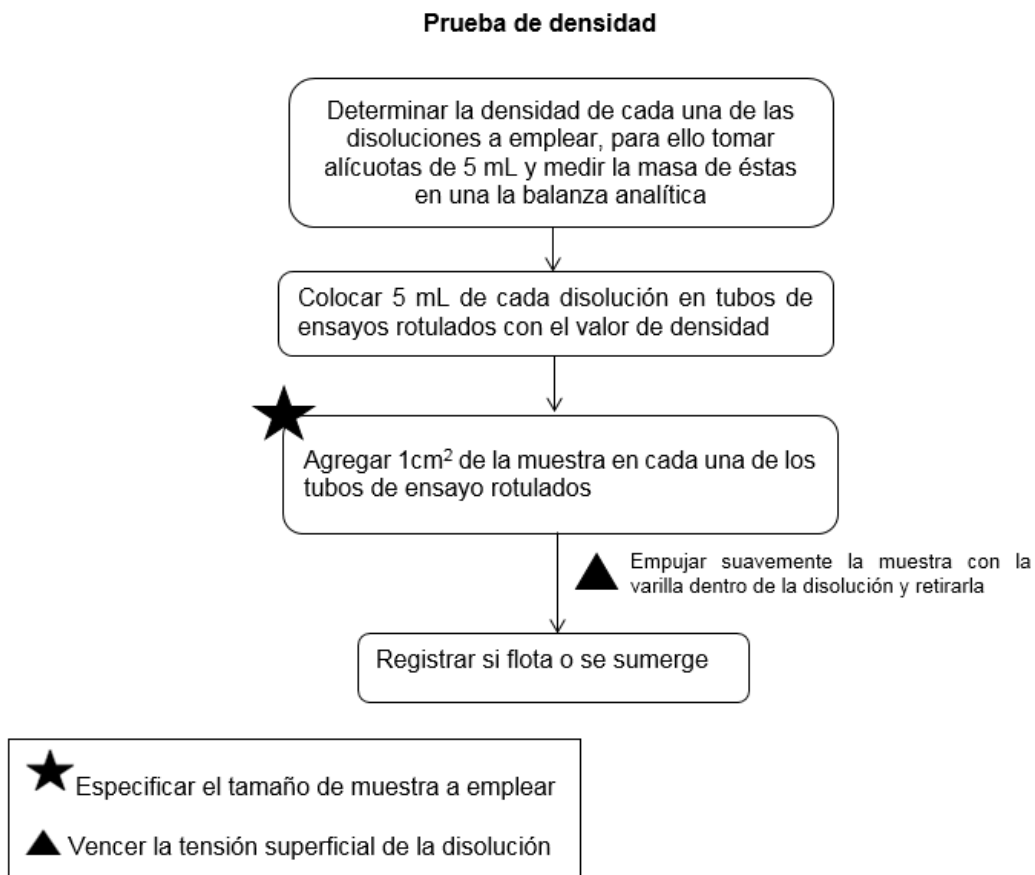 Prueba de densidad
Determinar la densidad de cada una de las
disoluciones a emplear, para ello tomar
alícuotas de 5 mL y medir la masa de éstas
en una la balanza analítica
Colocar 5 mL de cada disolución en tubos de
ensayos rotulados con el valor de densidad
Agregar 1cm² de la muestra en cada una de los
tubos de ensayo rotulados
Empujar suavemente la muestra con la
varilla dentro de la disolución y retirarla
Registrar si flota o se sumerge
Especificar el tamaño de muestra a emplear
Vencer la tensión superficial de la disolución